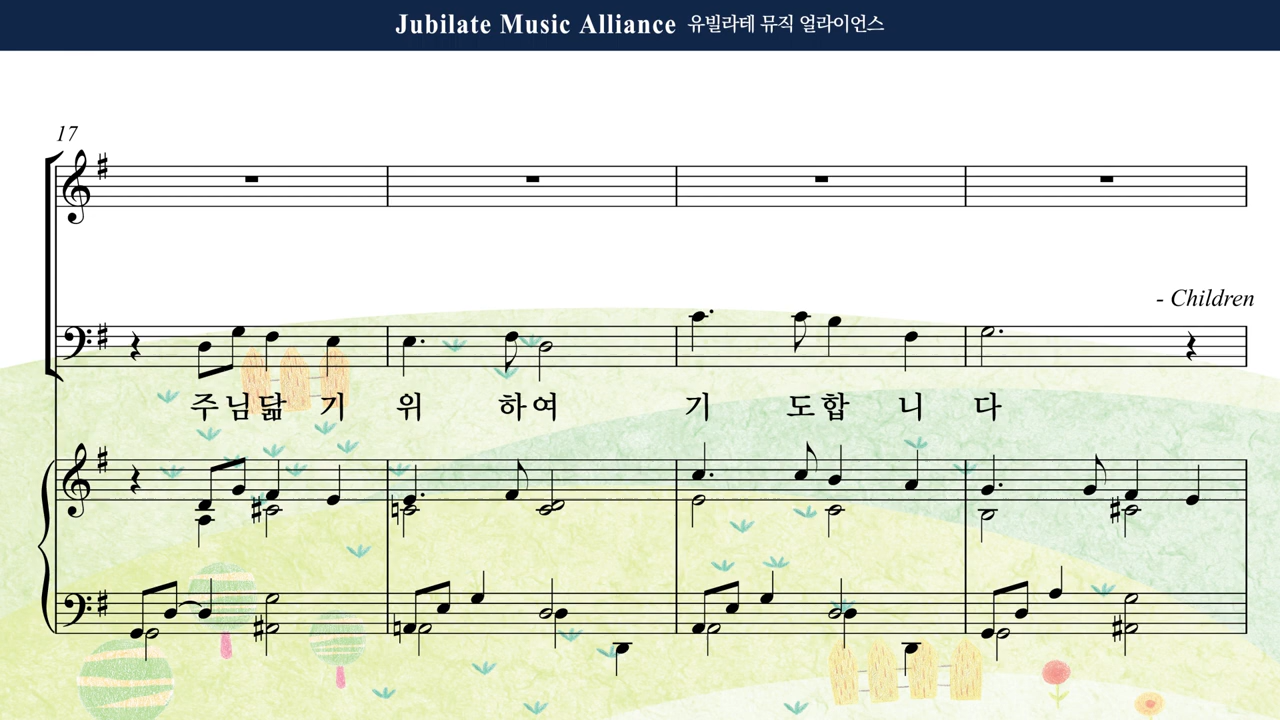 Jubilate Music Alliance 유빌라테 뮤직 얼라이언스
17
- Children
주님닮 기 위 하여 기 도합 니 다